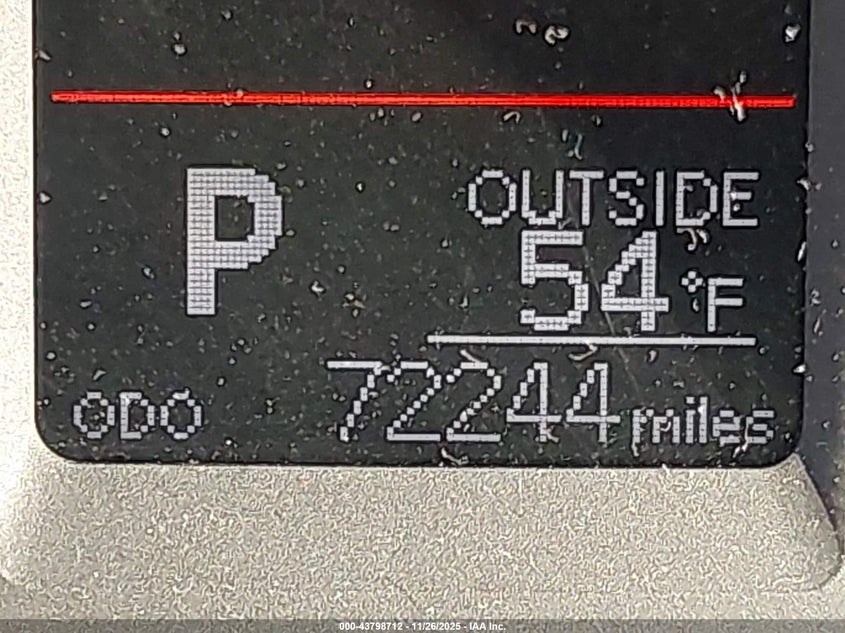 P
OUTSIDE
54 °F
ODO 72244 miles
000-43798712 - 11/26/2025 - IAA Inc.